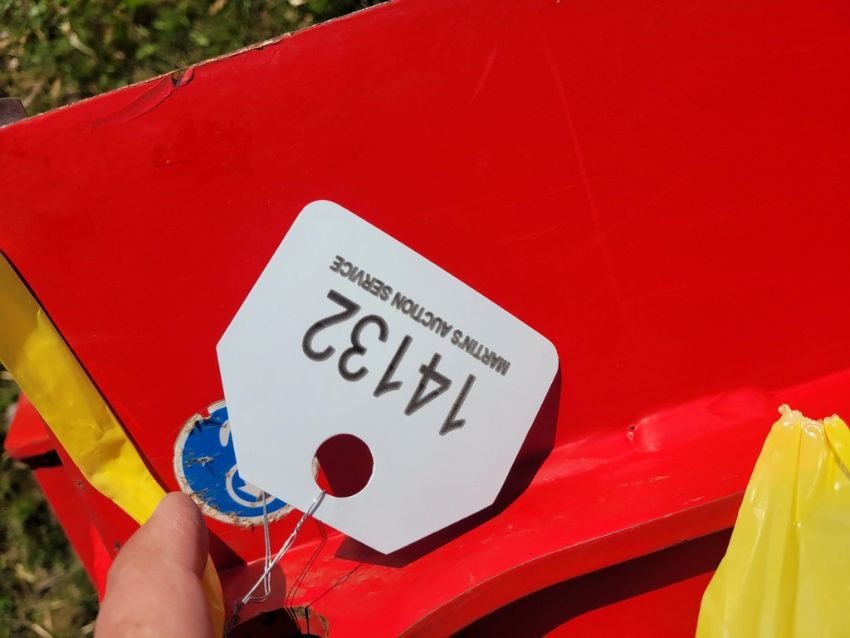 14132
MARTIN'S AUCTION SERVICE